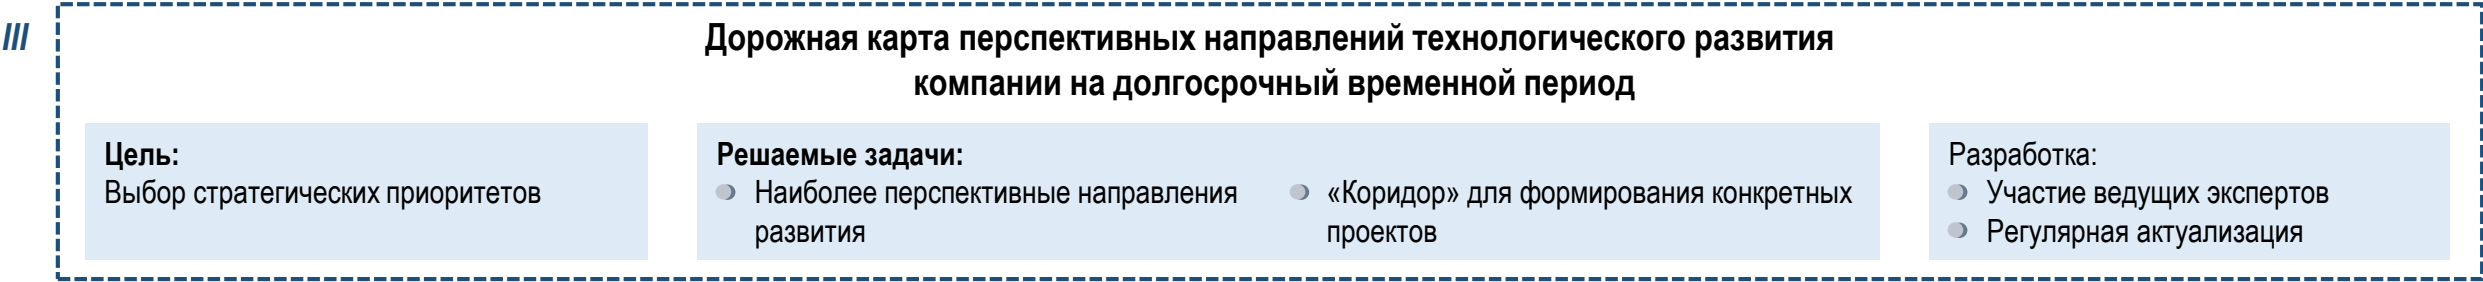 III
Дорожная карта перспективных направлений технологического развития
компании на долгосрочный временной период
Цель:
Выбор стратегических приоритетов
Решаемые задачи:
Наиболее перспективные направления
развития
«Коридор» для формирования конкретных
проектов
Разработка:
Участие ведущих экспертов
Регулярная актуализация